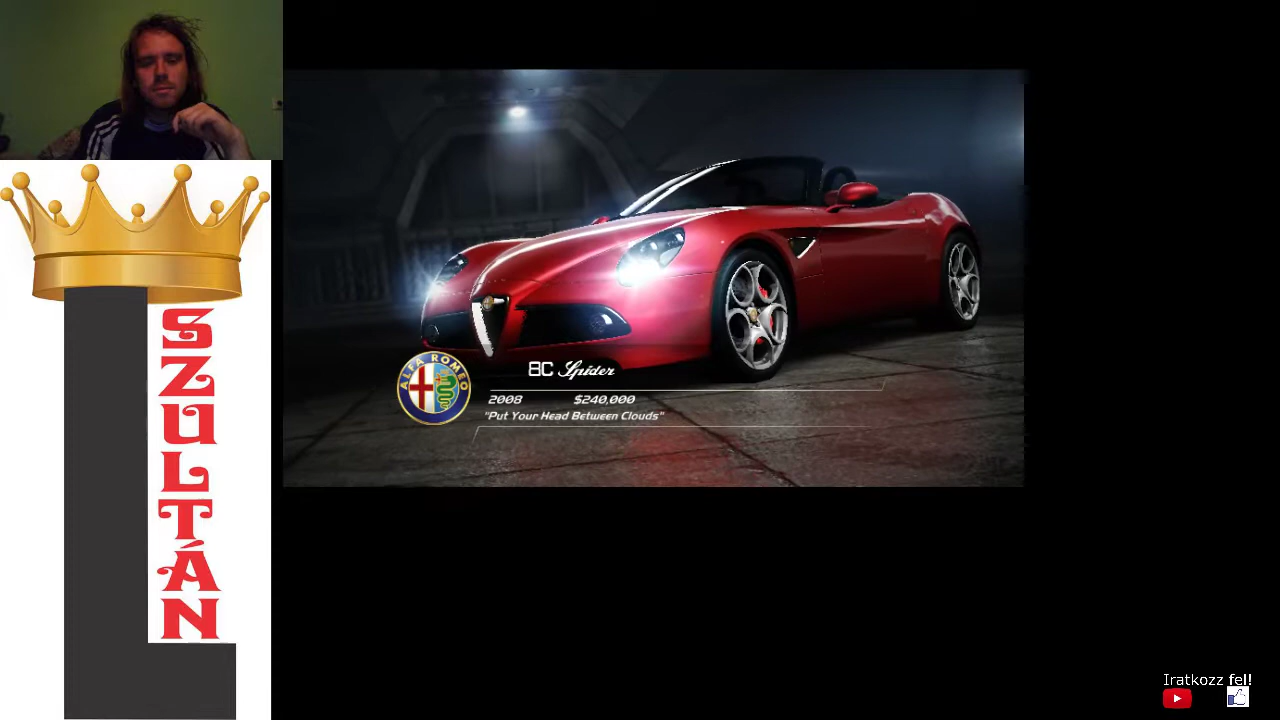 L SZULTÁN
ALFA ROMEO
8C Spider
2008 $240,000
"Put Your Head Between Clouds"
Iratkozz fel!